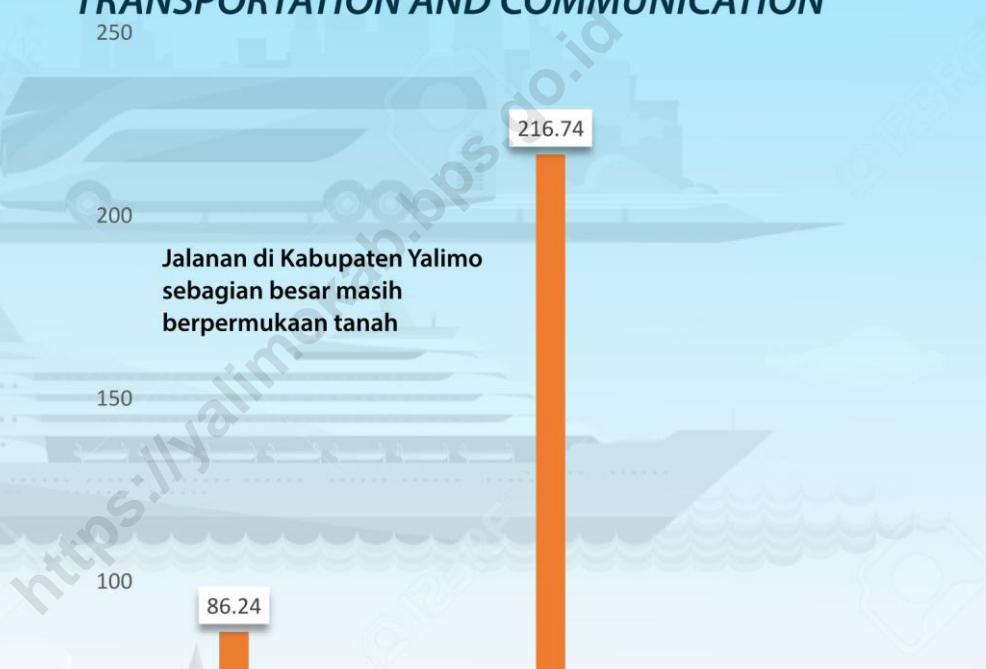 TRANSPORTATION AND COMMUNICATION
250
216.74
200
Jalanan di Kabupaten Yalimo
sebagian besar masih
berpermukaan tanah
150
100
86.24
https://yalimokab.bps.go.id